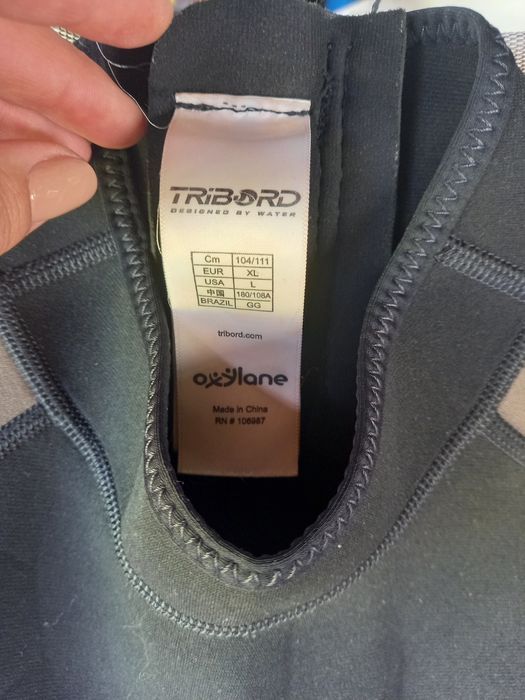 TRIBORD
DESIGNED BY WATER
Cm 104/111
EUR XL
USA L
中国 180/108A
BRAZIL GG
tribord.com
oxylane
Made in China
RN # 106987